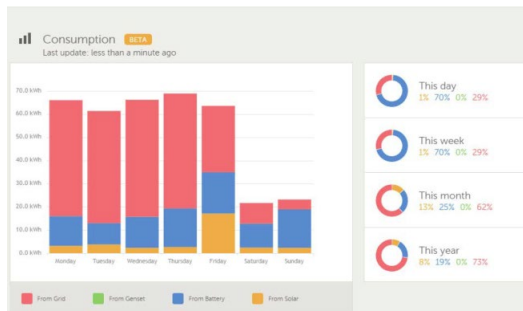 Consumption BETA
Last update: less than a minute ago
70.0 kWh
60.0 kWh
50.0 kWh
40.0 kWh
30.0 kWh
20.0 kWh
10.0 kWh
0.0 kWh
Monday Tuesday Wednesday Thursday Friday Saturday Sunday
From Grid From Genset From Battery From Solar
This day
1% 70% 0% 29%
This week
1% 70% 0% 29%
This month
13% 25% 0% 62%
This year
8% 19% 0% 73%